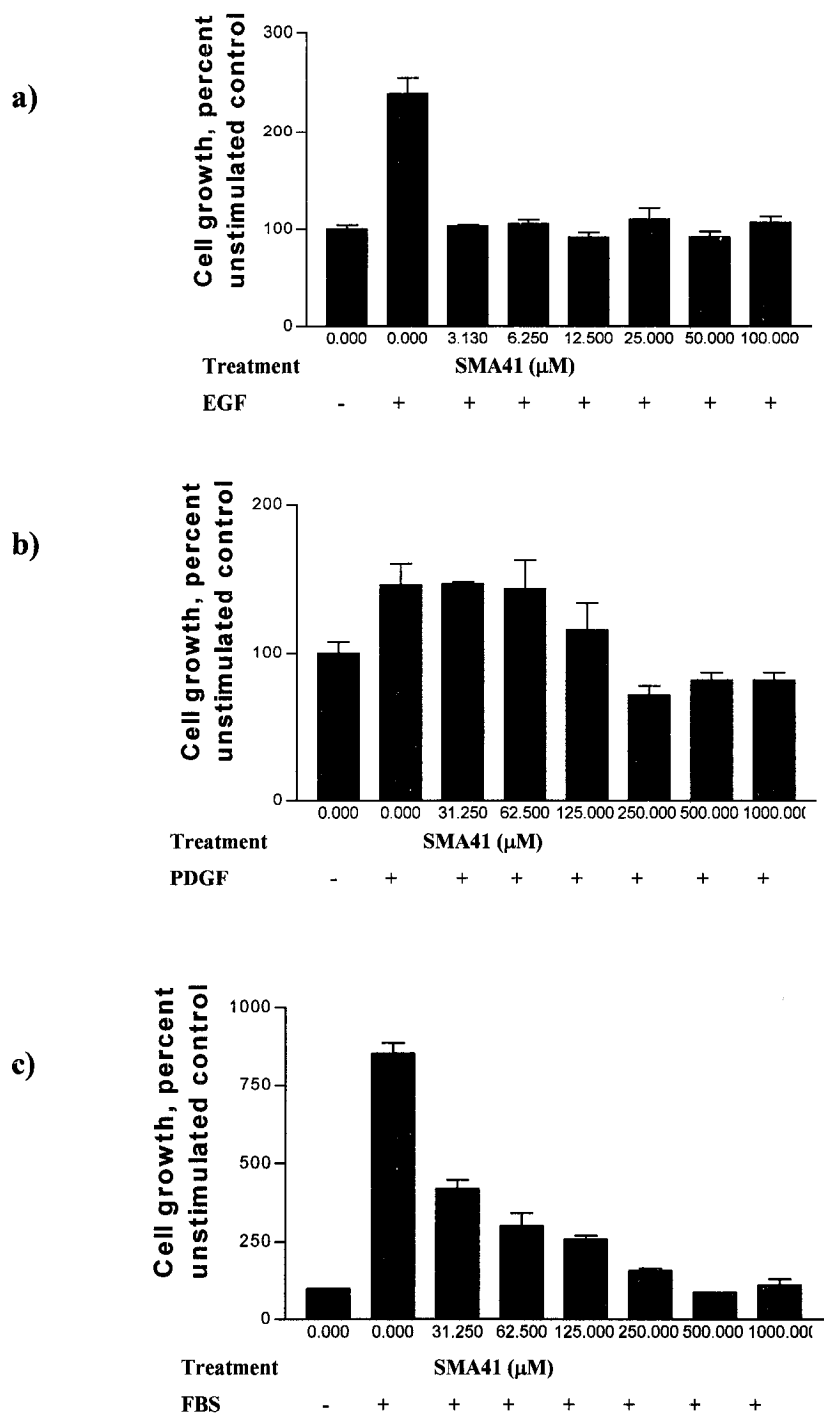 a)
Cell growth, percent
unstimulated control
300
200
100
0
0.000 0.000 3.130 6.250 12.500 25.000 50.000 100.000
Treatment SMA41 (μM)
EGF - + + + + + + +
b)
Cell growth, percent
unstimulated control
200
100
0
0.000 0.000 31.250 62.500 125.000 250.000 500.000 1000.000
Treatment SMA41 (μM)
PDGF - + + + + + + +
c)
Cell growth, percent
unstimulated control
1000
750
500
250
0
0.000 0.000 31.250 62.500 125.000 250.000 500.000 1000.000
Treatment SMA41 (μM)
FBS - + + + + + + +